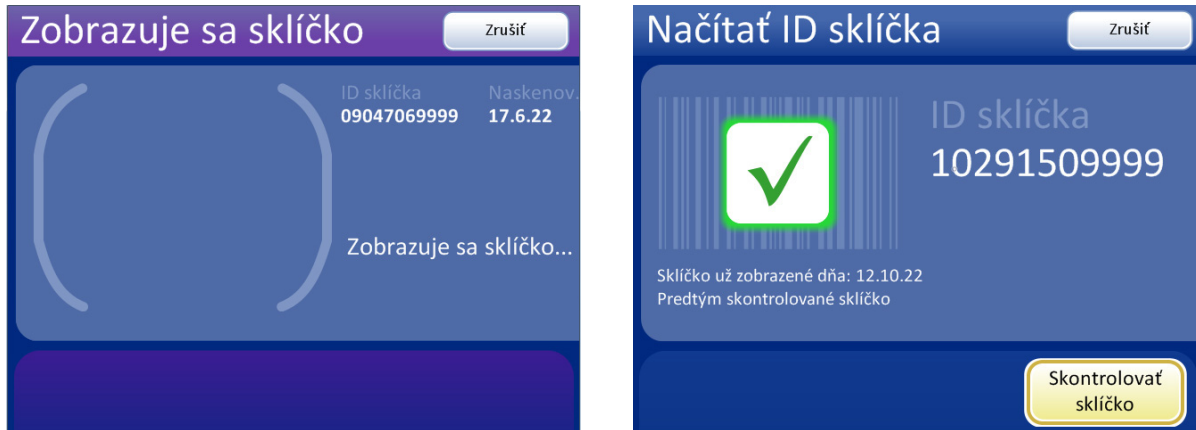 Zobrazuje sa sklíčko
Zrušiť
ID sklíčka
Naskenov.
09047069999
17.6.22
Zobrazuje sa sklíčko...
Načítať ID sklíčka
Zrušiť
ID sklíčka
10291509999
Sklíčko už zobrazené dňa: 12.10.22
Predtým skontrolované sklíčko
Skontrolovať
sklíčko